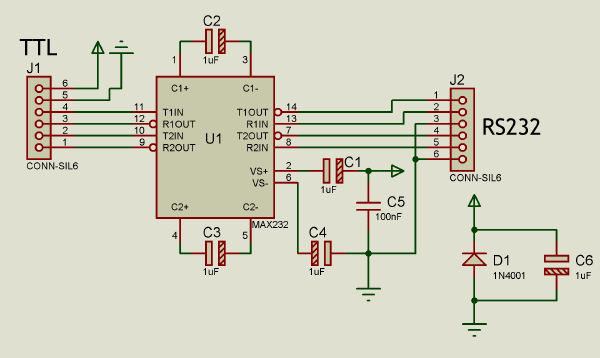 TTL
J1
6
5
4
3
2
1
CONN-SIL6
C2
1uF
1
3
C1+
C1-
11
12
10
9
T1IN
R1OUT
T2IN
R2OUT
U1
T1OUT
R1IN
T2OUT
R2IN
VS+
VS-
14
13
7
8
2
6
C2+
C2-
MAX232
4
5
C3
1uF
C1
1uF
C5
100nF
C4
1uF
J2
1
2
3
4
5
6
RS232
CONN-SIL6
D1
1N4001
C6
1uF